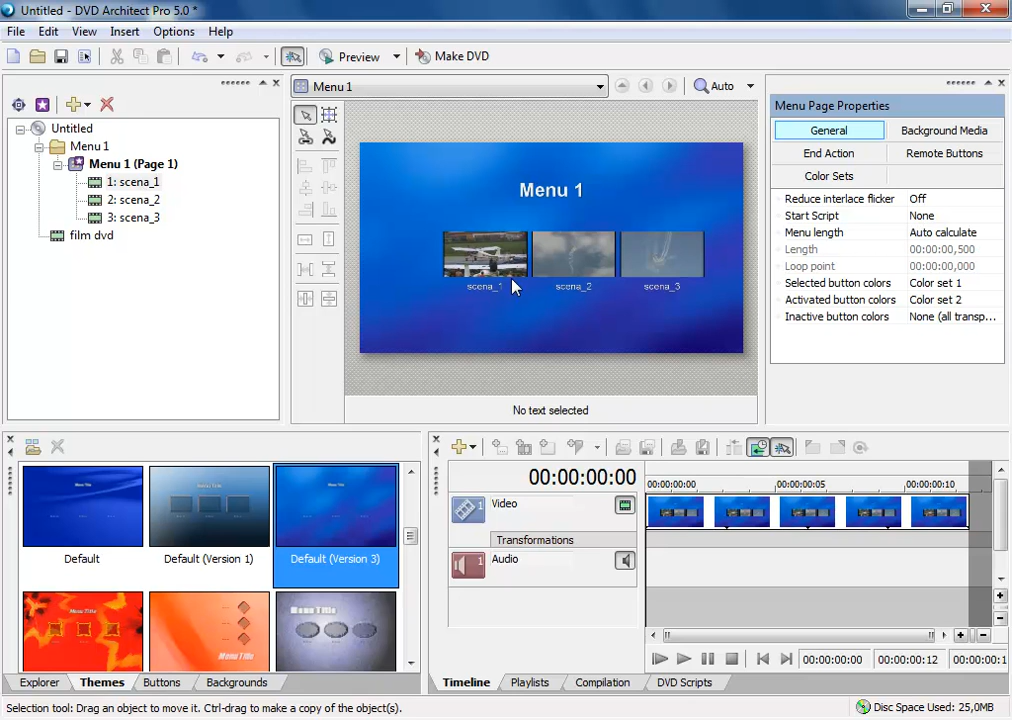 Untitled - DVD Architect Pro 5.0 *
File Edit View Insert Options Help
Preview Make DVD
Menu 1 Auto
Untitled
Menu 1
Menu 1 (Page 1)
1: scena_1
2: scena_2
3: scena_3
film dvd
Menu 1
scena_1 scena_2 scena_3
No text selected
Menu Page Properties
General Background Media
End Action Remote Buttons
Color Sets
Reduce interlace flicker Off
Start Script None
Menu length Auto calculate
Length 00:00:00,500
Loop point 00:00:00,000
Selected button colors Color set 1
Activated button colors Color set 2
Inactive button colors None (all transp...
Default Default (Version 1) Default (Version 3)
Menu Title
Explorer Themes Buttons Backgrounds
00:00:00:00
00:00:00:00 00:00:00:05 00:00:00:10
1 Video
Transformations
1 Audio
00:00:00:00 00:00:00:12 00:00:00:1
Timeline Playlists Compilation DVD Scripts
Selection tool: Drag an object to move it. Ctrl-drag to make a copy of the object(s).
Disc Space Used: 25,0MB